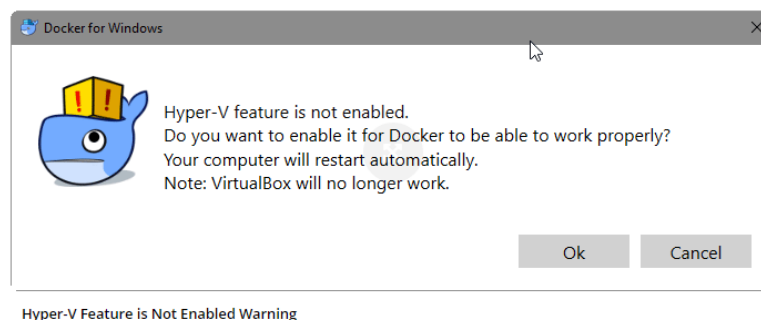 Docker for Windows
Hyper-V feature is not enabled.
Do you want to enable it for Docker to be able to work properly?
Your computer will restart automatically.
Note: VirtualBox will no longer work.
Ok
Cancel
Hyper-V Feature is Not Enabled Warning